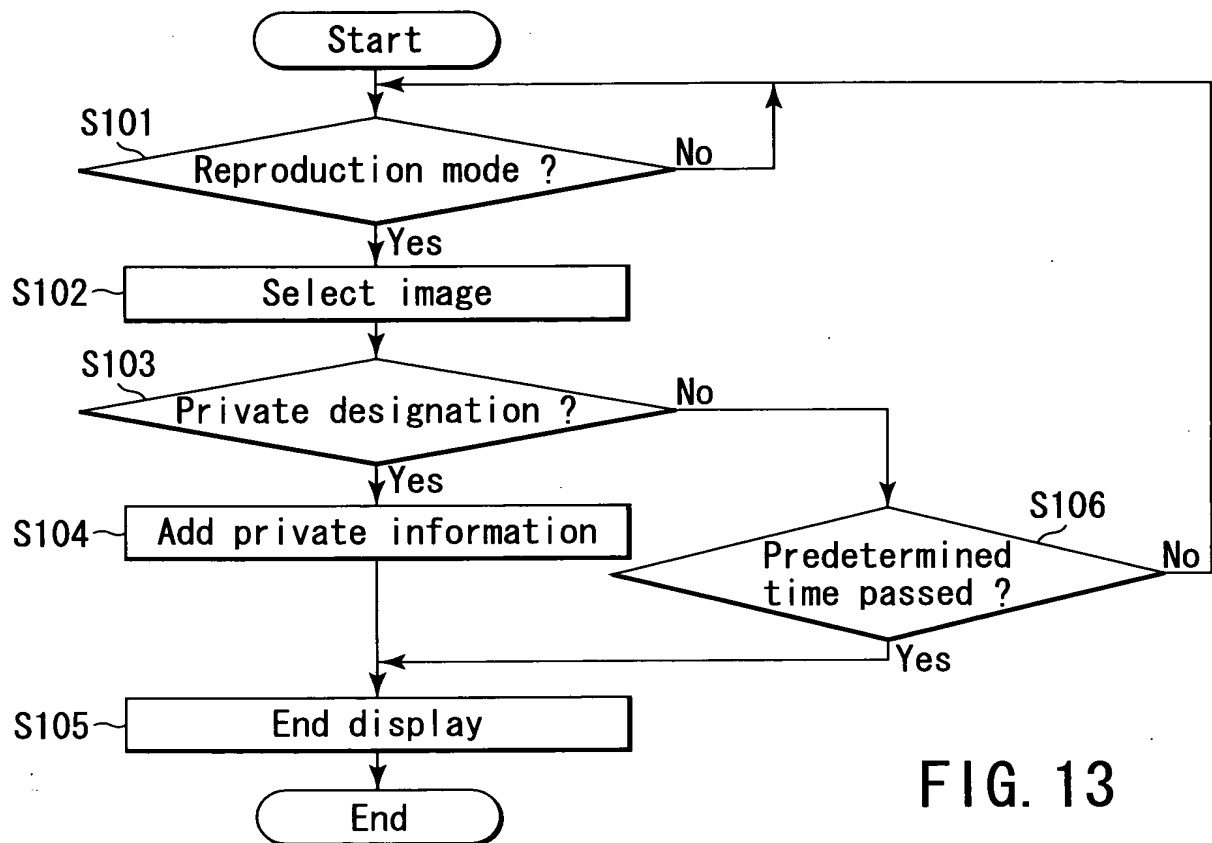 Start
S101
Reproduction mode ?
No
Yes
S102
Select image
S103
Private designation ?
No
Yes
S104
Add private information
S106
Predetermined
time passed ?
No
Yes
S105
End display
End
FIG. 13